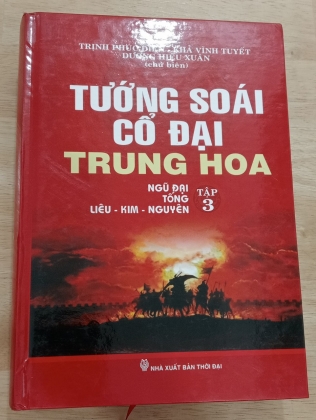 TRỊNH PHÚC ĐIỀN - KHẢ VĨNH TUYẾT
DƯƠNG HIỂU XUÂN
(chủ biên)
TƯỚNG SOÁI
CỔ ĐẠI
TRUNG HOA
NGŨ ĐẠI
TỐNG
LIÊU - KIM - NGUYÊN
TẬP
3
NHÀ XUẤT BẢN THỜI ĐẠI